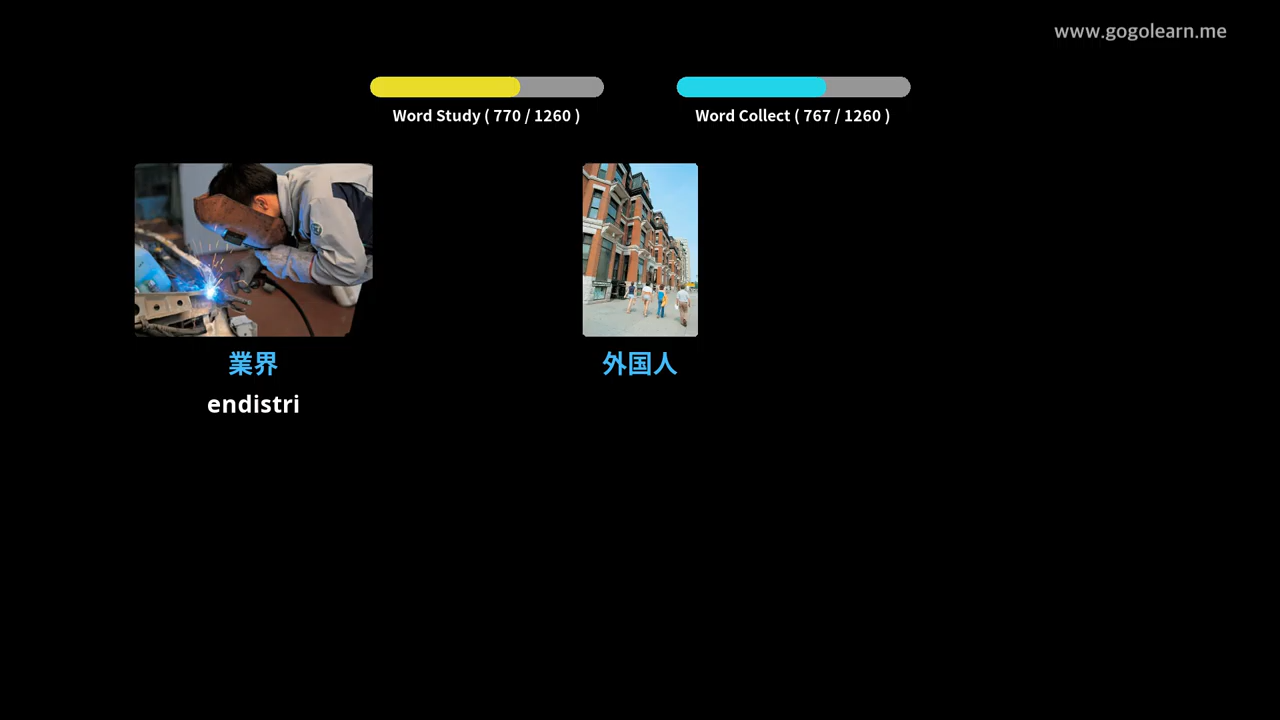 www.gogolearn.me
Word Study ( 770 / 1260 )
Word Collect ( 767 / 1260 )
業界
外国人
endistri